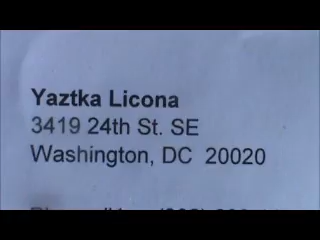 Yaztka Licona
3419 24th St. SE
Washington, DC 20020